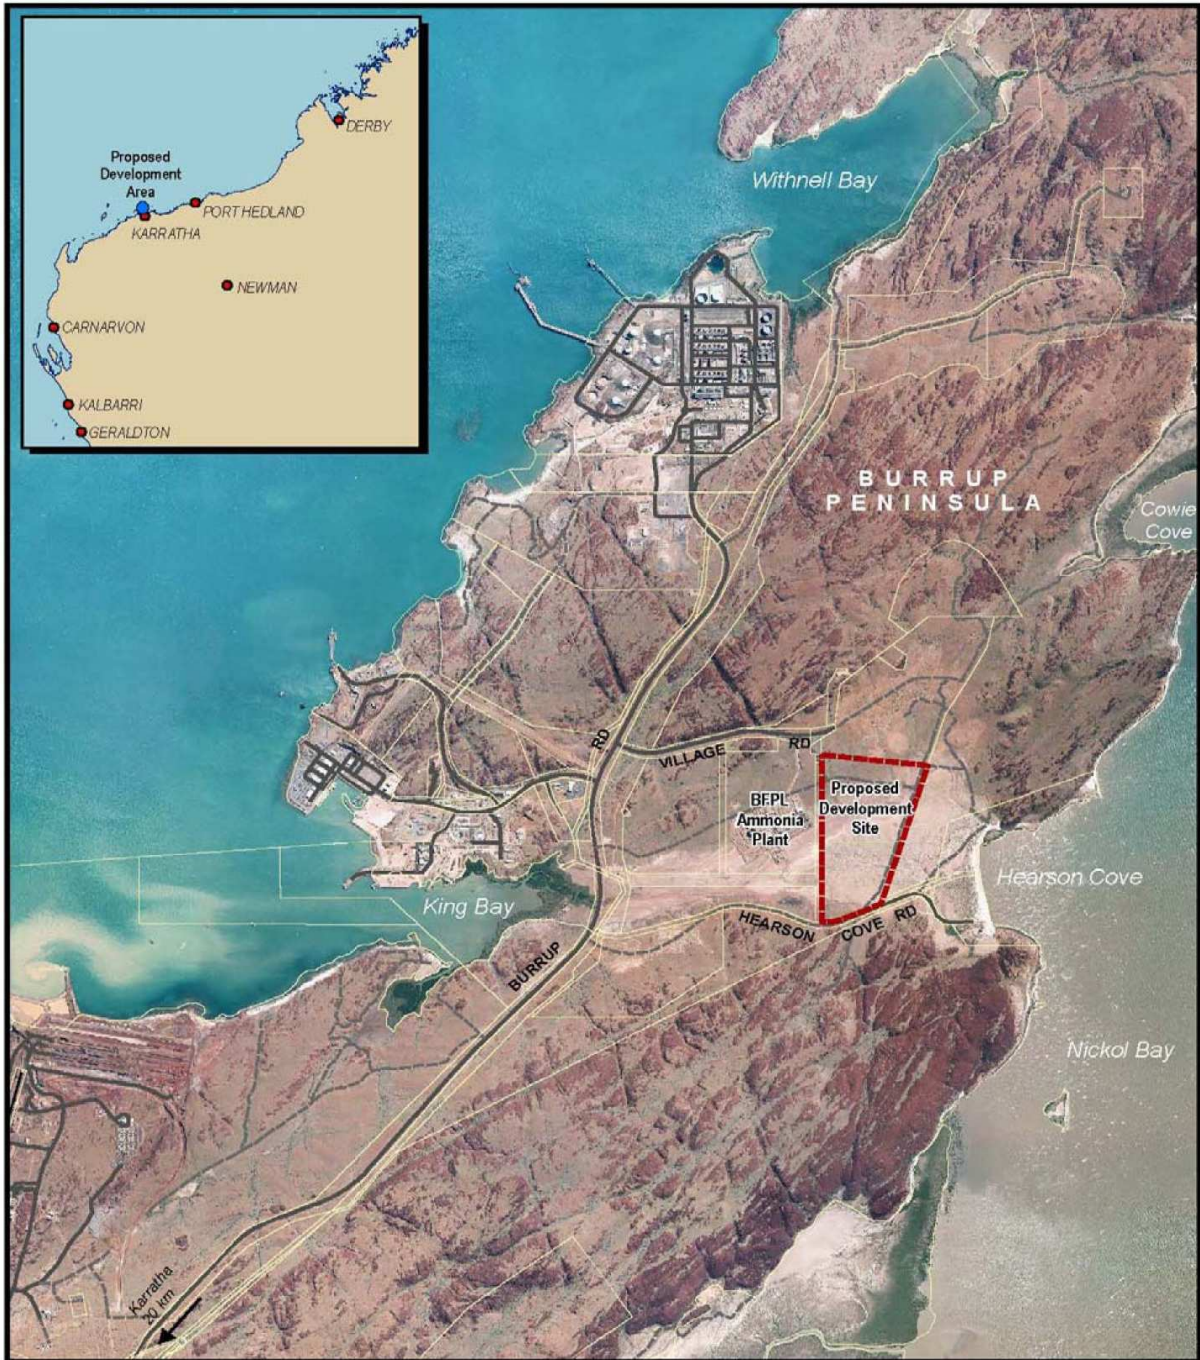 DERBY
Proposed
Development
Area
PORT HEDLAND
KARRATHA
NEWMAN
CARNARVON
KALBARRI
GERALDTON
Withnell Bay
BURRUP
PENINSULA
Cowie
Cove
VILLAGE RD
BURRUP RD
BFPL
Ammonia
Plant
Proposed
Development
Site
Hearson Cove
King Bay
HEARSON COVE RD
Nickol Bay
Karratha
20 km